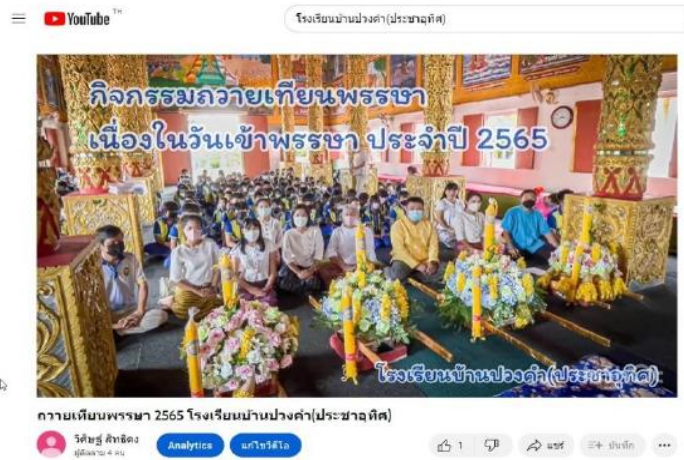 YouTube TH
โรงเรียนบ้านปวงคำ(ประชาอุทิศ)
กิจกรรมถวายเทียนพรรษา
เนื่องในวันเข้าพรรษา ประจำปี 2565
โรงเรียนบ้านปวงคำ(ประชาอุทิศ)
ถวายเทียนพรรษา 2565 โรงเรียนบ้านปวงคำ(ประชาอุทิศ)
วิศิษฐ์ สิทธิคง
ผู้ติดตาม 4 คน
Analytics
แก้ไขวิดีโอ
1
แชร์
บันทึก